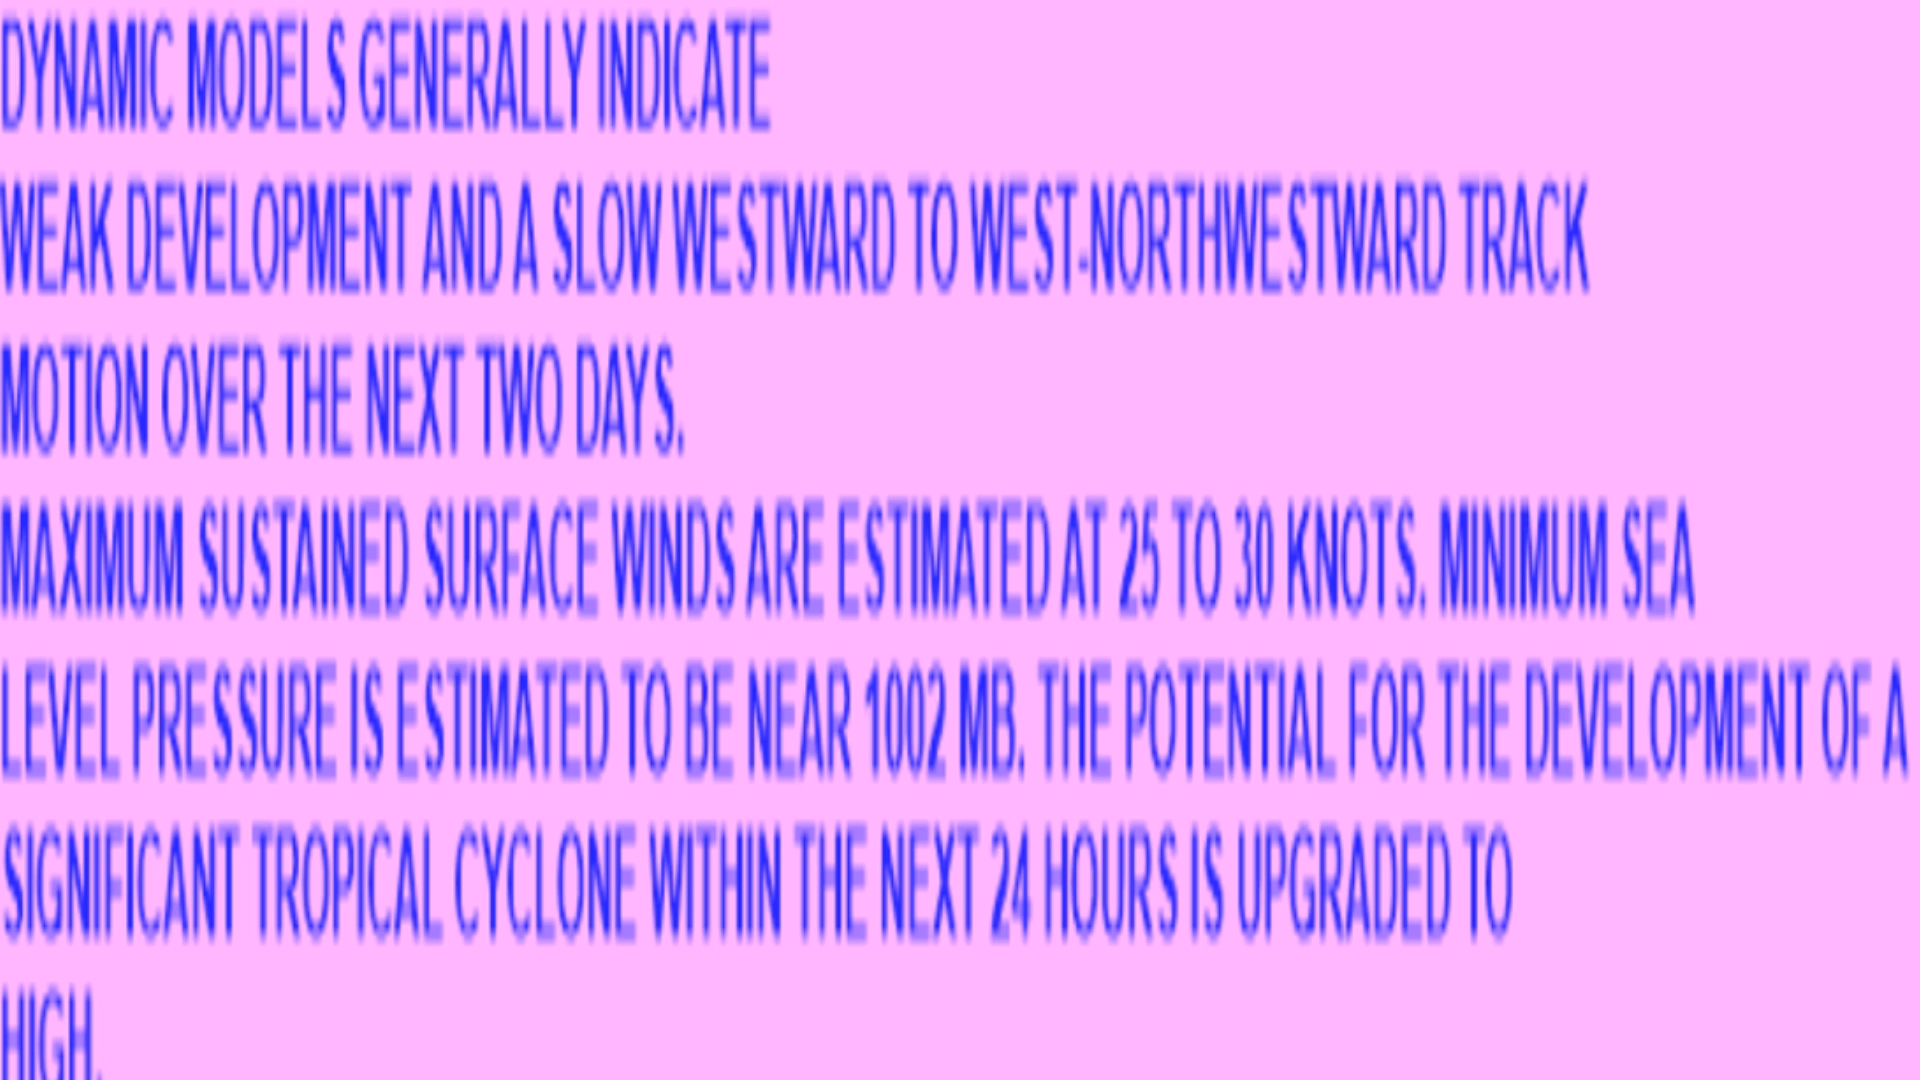 DYNAMIC MODELS GENERALLY INDICATE
WEAK DEVELOPMENT AND A SLOW WESTWARD TO WEST-NORTHWESTWARD TRACK
MOTION OVER THE NEXT TWO DAYS.
MAXIMUM SUSTAINED SURFACE WINDS ARE ESTIMATED AT 25 TO 30 KNOTS. MINIMUM SEA
LEVEL PRESSURE IS ESTIMATED TO BE NEAR 1002 MB. THE POTENTIAL FOR THE DEVELOPMENT OF A
SIGNIFICANT TROPICAL CYCLONE WITHIN THE NEXT 24 HOURS IS UPGRADED TO
HIGH.